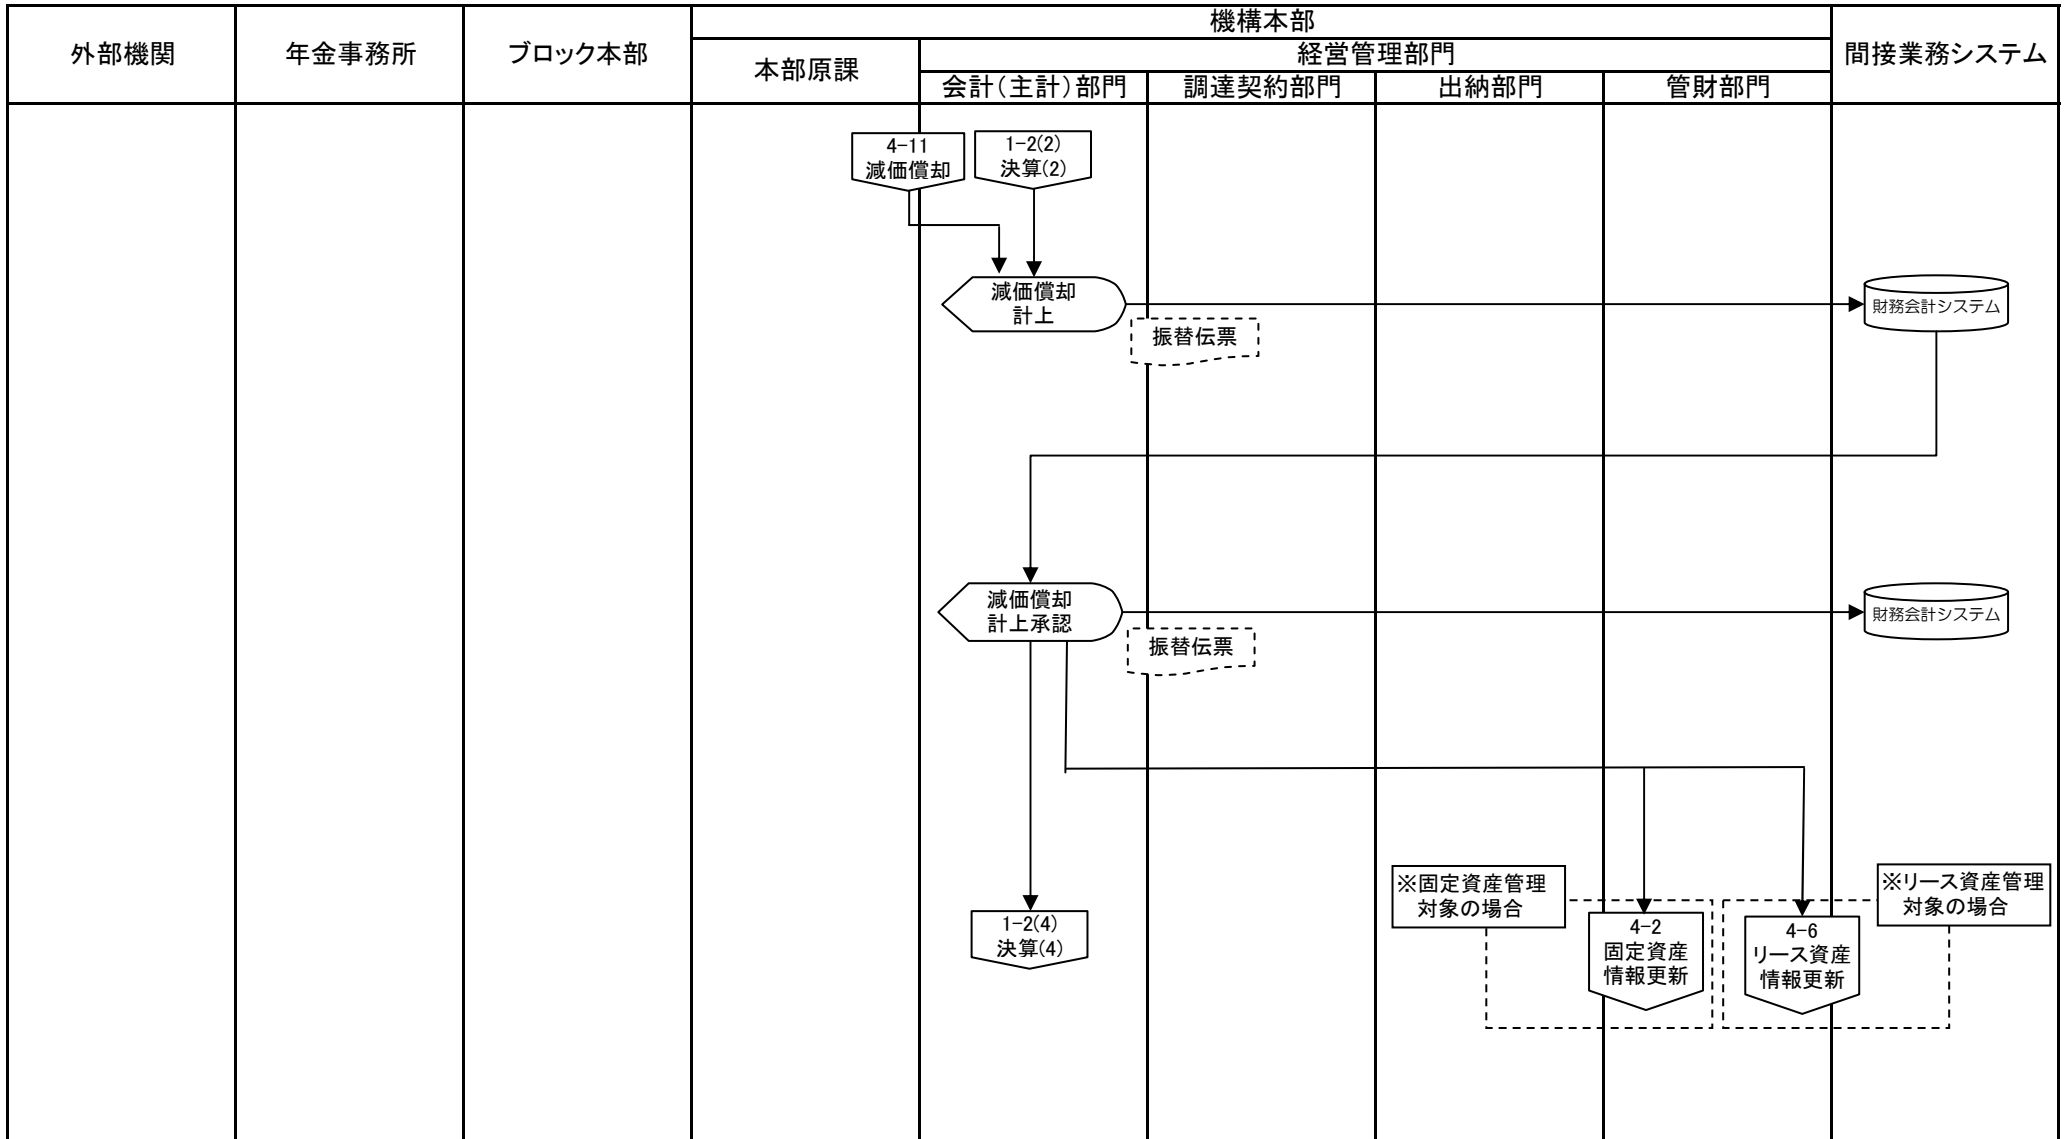 機構本部
外部機関
年金事務所
ブロック本部
本部原課
経営管理部門
間接業務システム
会計(主計)部門
調達契約部門
出納部門
管財部門
4-11
減価償却
1-2(2)
決算(2)
減価償却
計上
振替伝票
財務会計システム
減価償却
計上承認
振替伝票
財務会計システム
※固定資産管理
対象の場合
※リース資産管理
対象の場合
1-2(4)
決算(4)
4-2
固定資産
情報更新
4-6
リース資産
情報更新